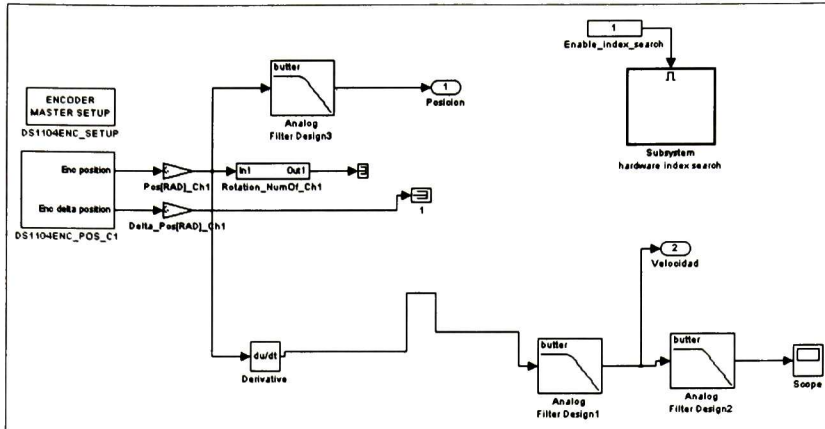 1
Enable_index_search
butter
Analog
Filter Design3
1
Posicion
ENCODER
MASTER SETUP
DS1104ENC_SETUP
Subsystem
hardware index search
Enc position
Enc delta position
DS1104ENC_POS_C1
Pos[RAD]_Ch1
In1
Out1
Rotation_NumOf_Ch1
Delta_Pos[RAD]_Ch1
1
2
Velocidad
du/dt
Derivative
butter
Analog
Filter Design1
butter
Analog
Filter Design2
Scope